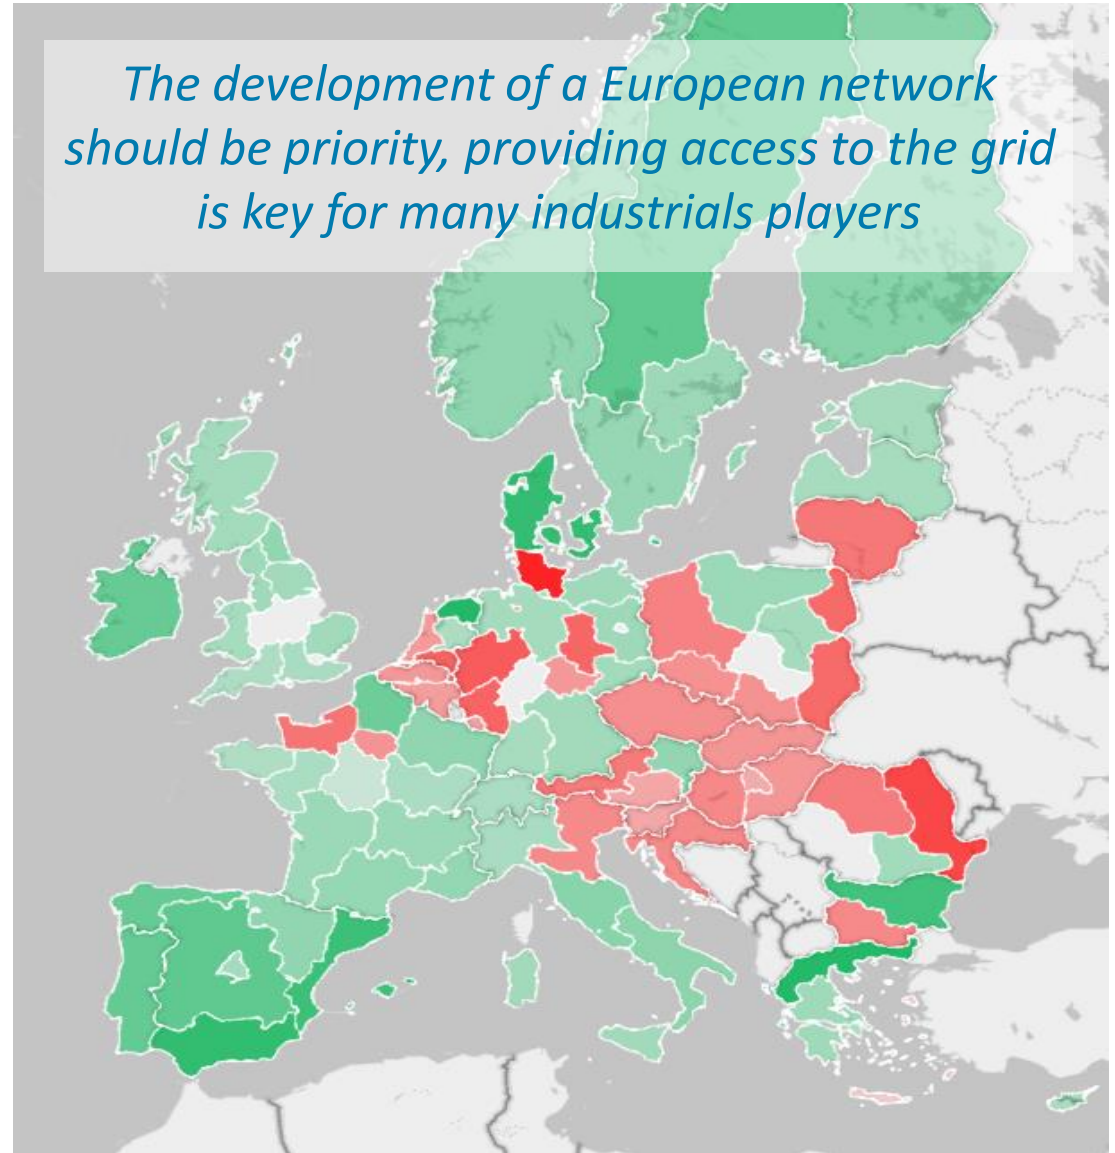 The development of a European network
should be priority, providing access to the grid
is key for many industrials players